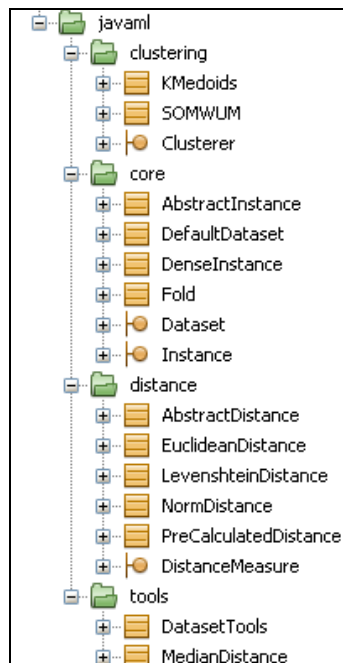 javaml
clustering
KMedoids
SOMWUM
Clusterer
core
AbstractInstance
DefaultDataset
DenseInstance
Fold
Dataset
Instance
distance
AbstractDistance
EuclideanDistance
LevenshteinDistance
NormDistance
PreCalculatedDistance
DistanceMeasure
tools
DatasetTools
MedianDistance